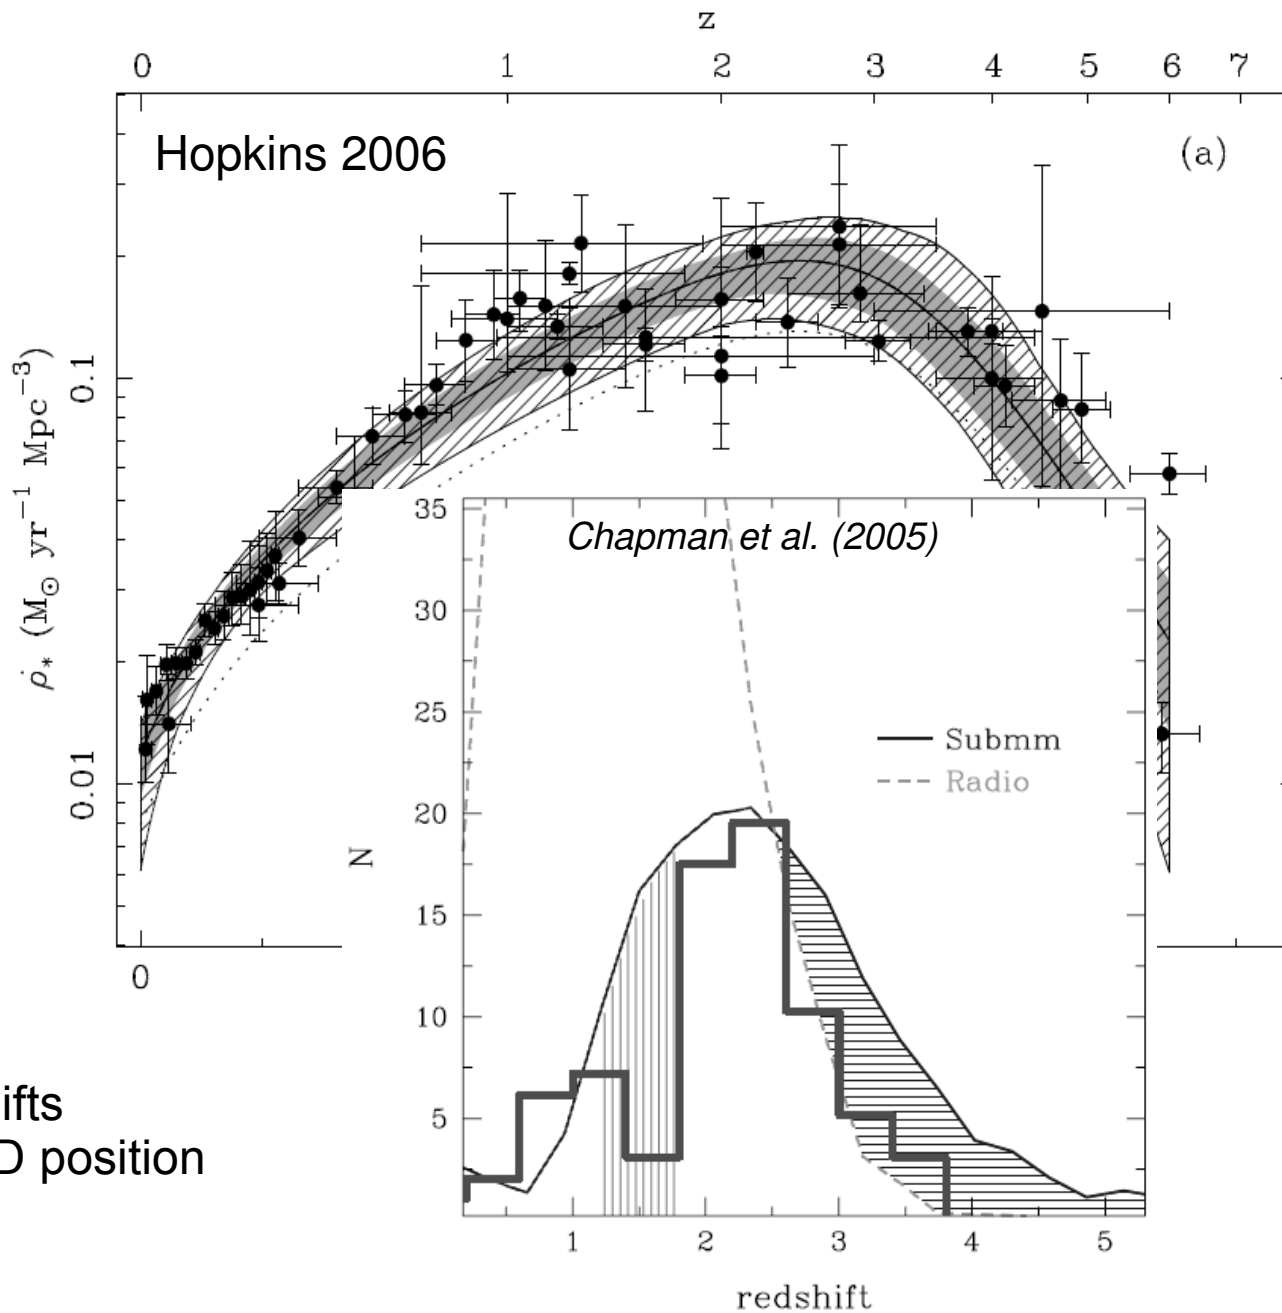 z
0 1 2 3 4 5 6 7
Hopkins 2006
(a)
0.1
0.01
ρ̇* (M⊙ yr⁻¹ Mpc⁻³)
0
Chapman et al. (2005)
35
30
25
20
15
10
5
N
Submm
Radio
1 2 3 4 5
redshift
ifts
D position